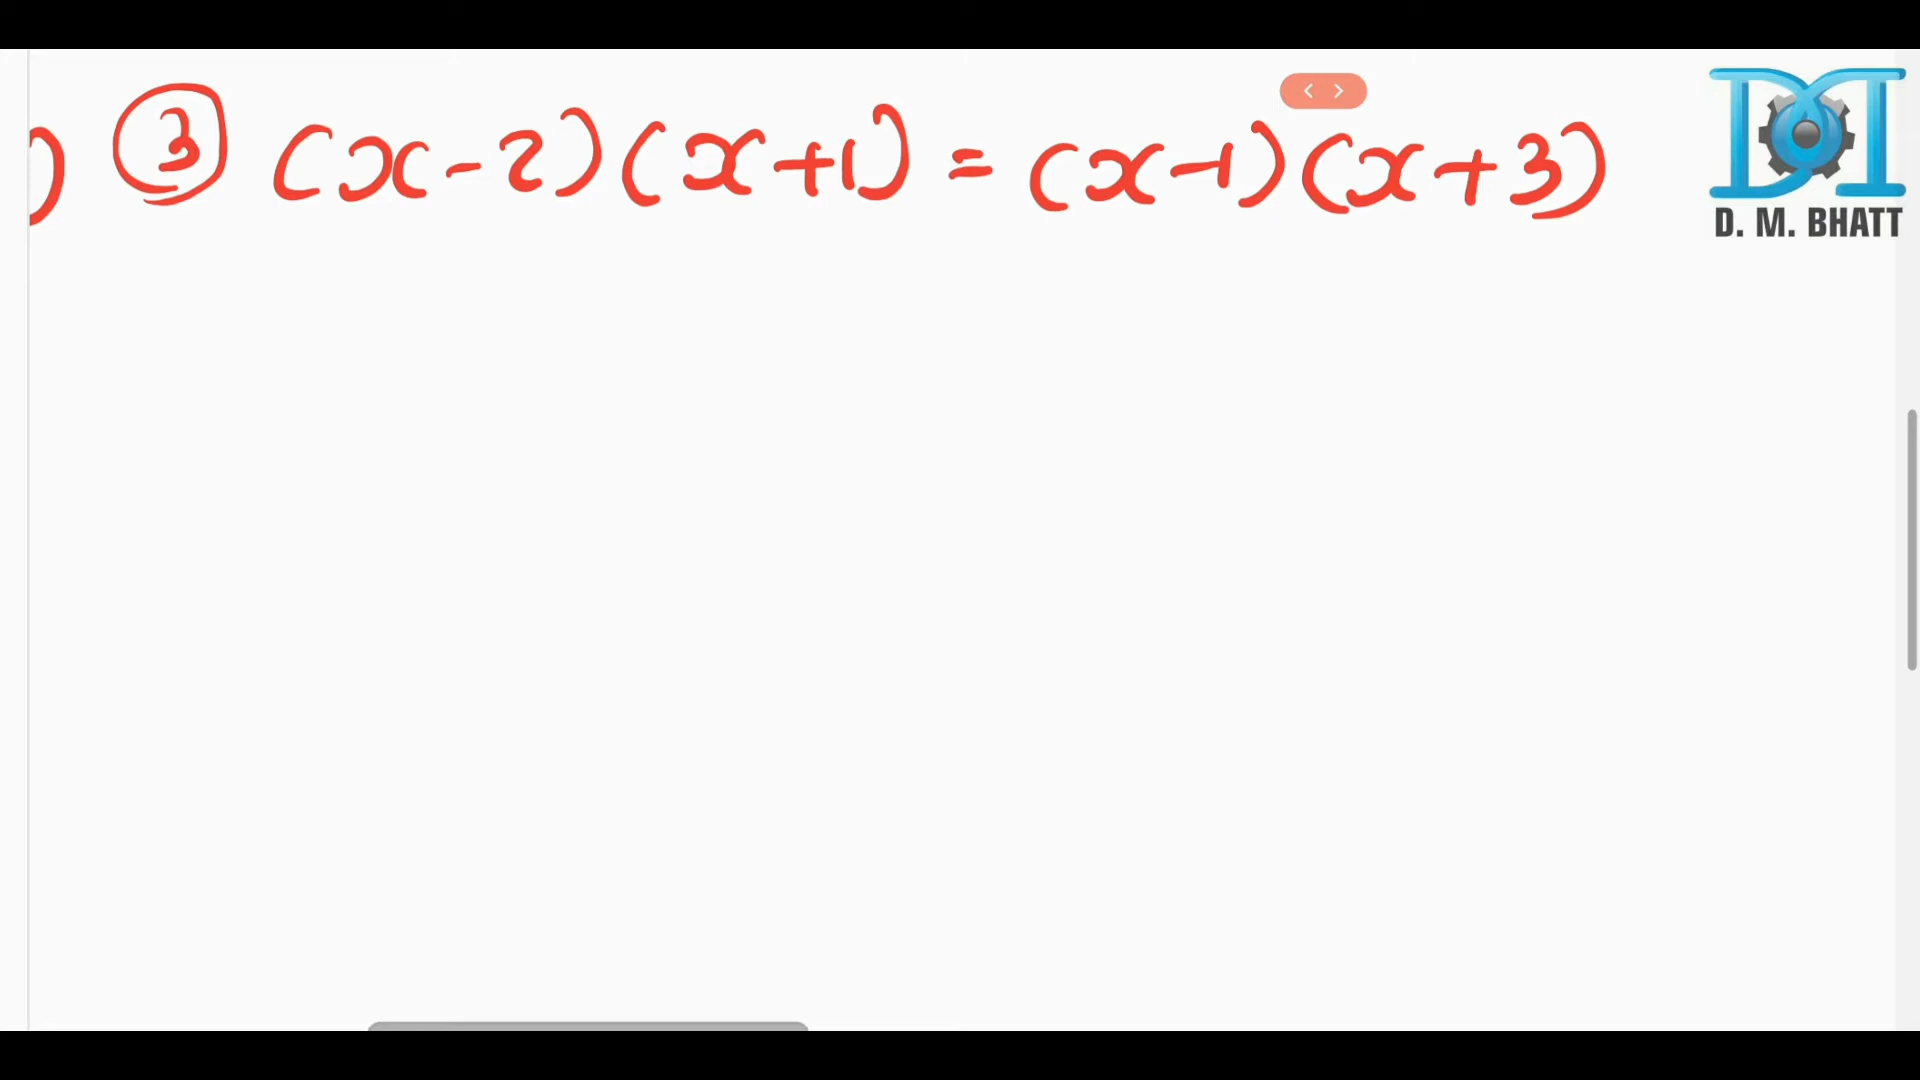 ) ③ (x-2)(x+1) = (x-1)(x+3)
D. M. BHATT